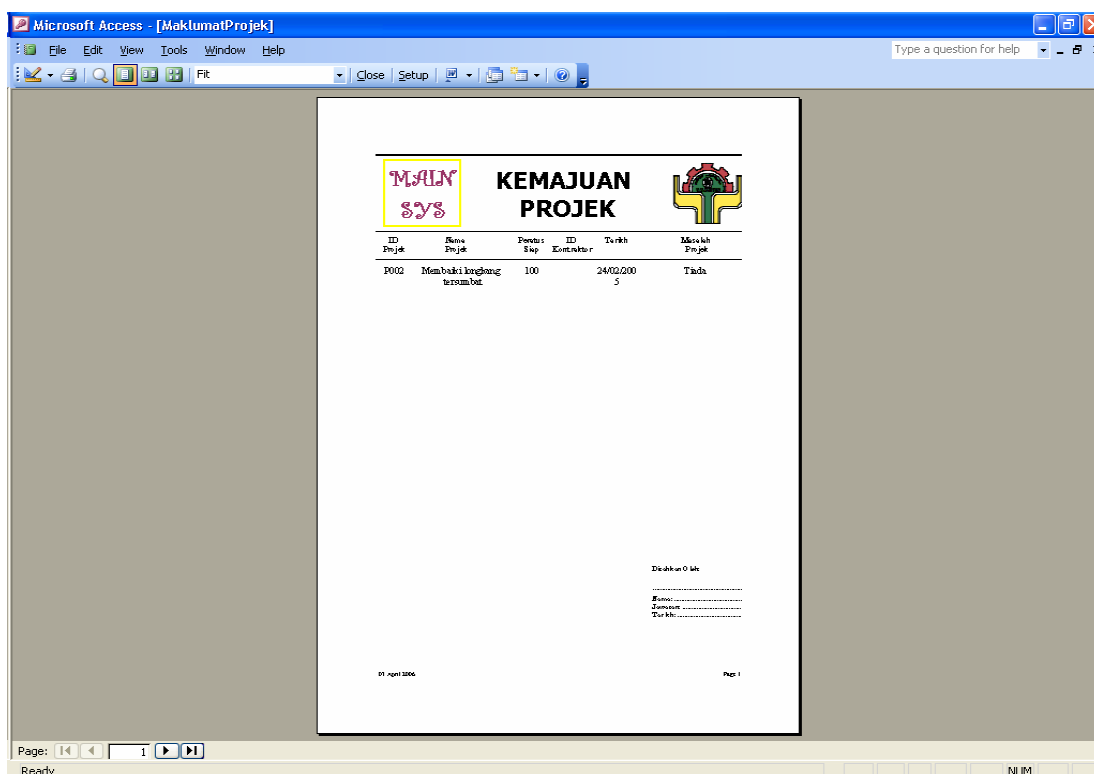 Microsoft Access - [MaklumatProjek]
File Edit View Tools Window Help
Type a question for help
Fit Close Setup
MAIN SYS
KEMAJUAN PROJEK
ID Projek Nama Projek Peratus Siap ID Kontraktor Tarikh Masalah Projek
P002 Membaiki longkang tersumbat 100 24/02/2005 Tiada
Disahkan Oleh:
Nama:
Jawatan:
Tarikh:
01 April 2006 Page 1
Page: 1
Ready NUM